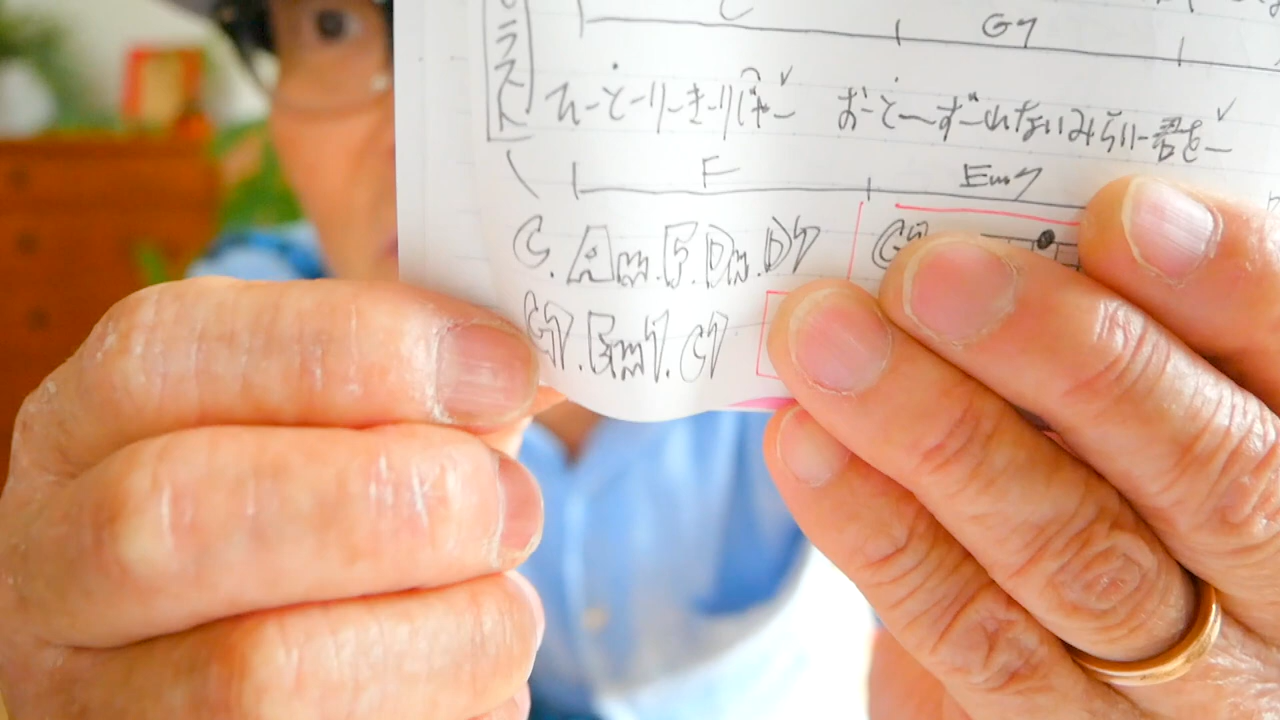 ラスト
C G7
ひーとーりーきーりじゃー おーとーずーれないみらいー君をー
F Em7
C. Am. F. Dm. D7
G7. Em7. C7